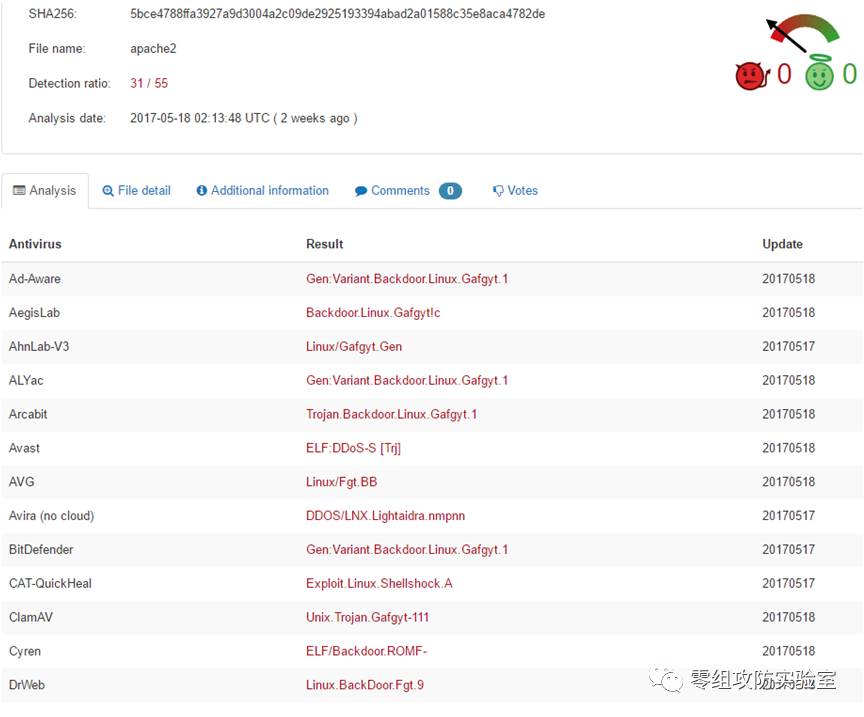 SHA256: 5bce4788ffa3927a9d3004a2c09de2925193394abad2a01588c35e8aca4782de
File name: apache2
Detection ratio: 31 / 55
0 0
Analysis date: 2017-05-18 02:13:48 UTC ( 2 weeks ago )
Analysis File detail Additional information Comments 0 Votes
Antivirus Result Update
Ad-Aware Gen:Variant.Backdoor.Linux.Gafgyt.1 20170518
AegisLab Backdoor.Linux.Gafgyt!c 20170518
AhnLab-V3 Linux/Gafgyt.Gen 20170517
ALYac Gen:Variant.Backdoor.Linux.Gafgyt.1 20170518
Arcabit Trojan.Backdoor.Linux.Gafgyt.1 20170518
Avast ELF:DDoS-S [Trj] 20170518
AVG Linux/Fgt.BB 20170518
Avira (no cloud) DDOS/LNX.Lightaidra.nmpnn 20170517
BitDefender Gen:Variant.Backdoor.Linux.Gafgyt.1 20170517
CAT-QuickHeal Exploit.Linux.Shellshock.A 20170517
ClamAV Unix.Trojan.Gafgyt-111 20170518
Cyren ELF/Backdoor.ROMF- 20170518
DrWeb Linux.BackDoor.Fgt.9
零组攻防实验室